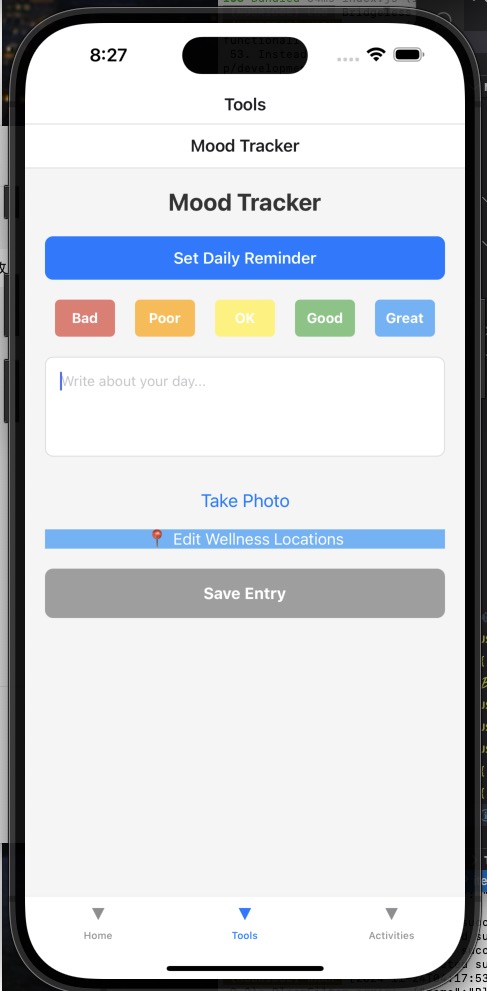 8:27
Tools
Mood Tracker
Mood Tracker
Set Daily Reminder
Bad Poor OK Good Great
Write about your day...
Take Photo
📍 Edit Wellness Locations
Save Entry
Home Tools Activities